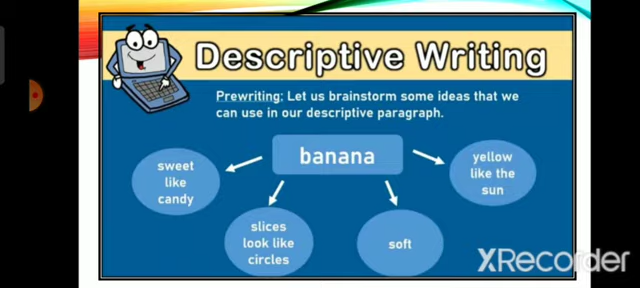 Descriptive Writing
Prewriting; Let us brainstorm some ideas that we
can use in our descriptive paragraph.
banana
sweet
like
candy
slices
look like
circles
soft
yellow
like the
sun
XRecorder